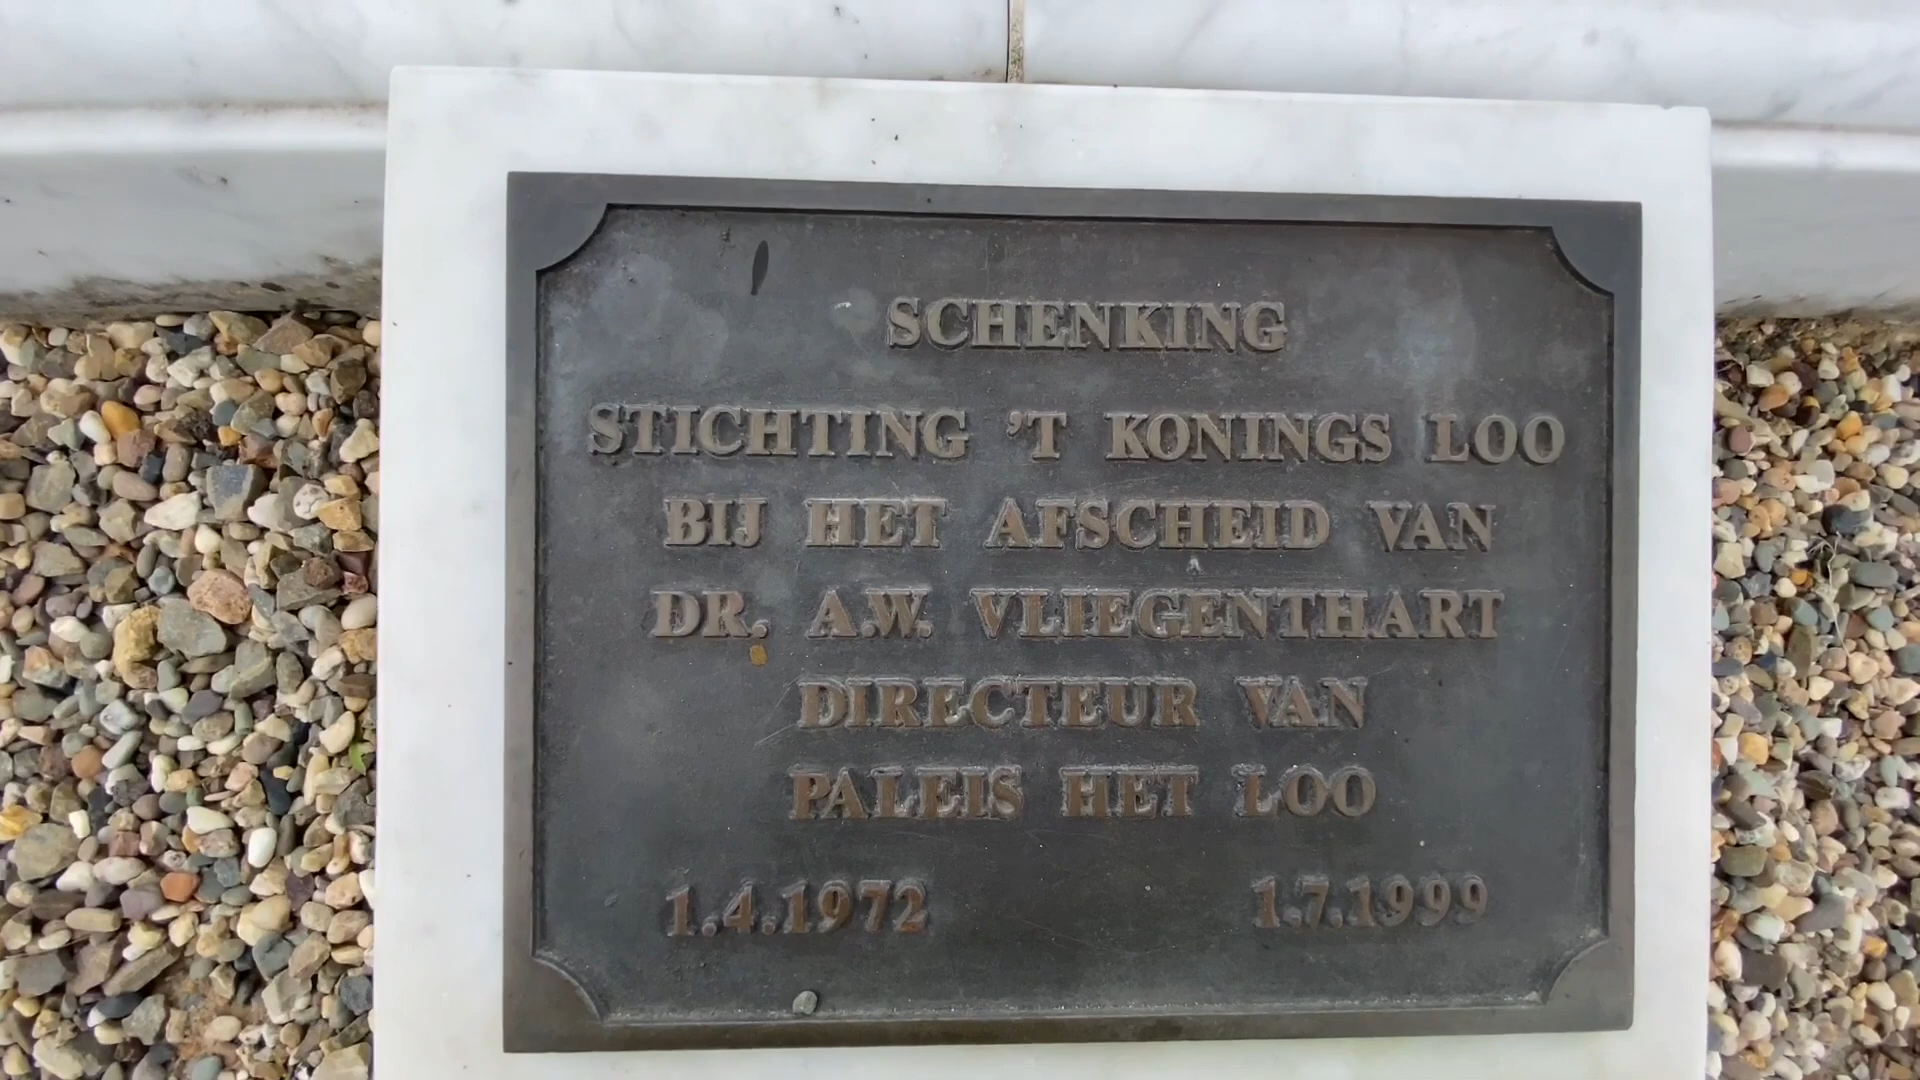 SCHENKING
STICHTING 'T KONINGS LOO
BIJ HET AFSCHEID VAN
DR. A.W. VLIEGENTHART
DIRECTEUR VAN
PALEIS HET LOO
1.4.1972 1.7.1999